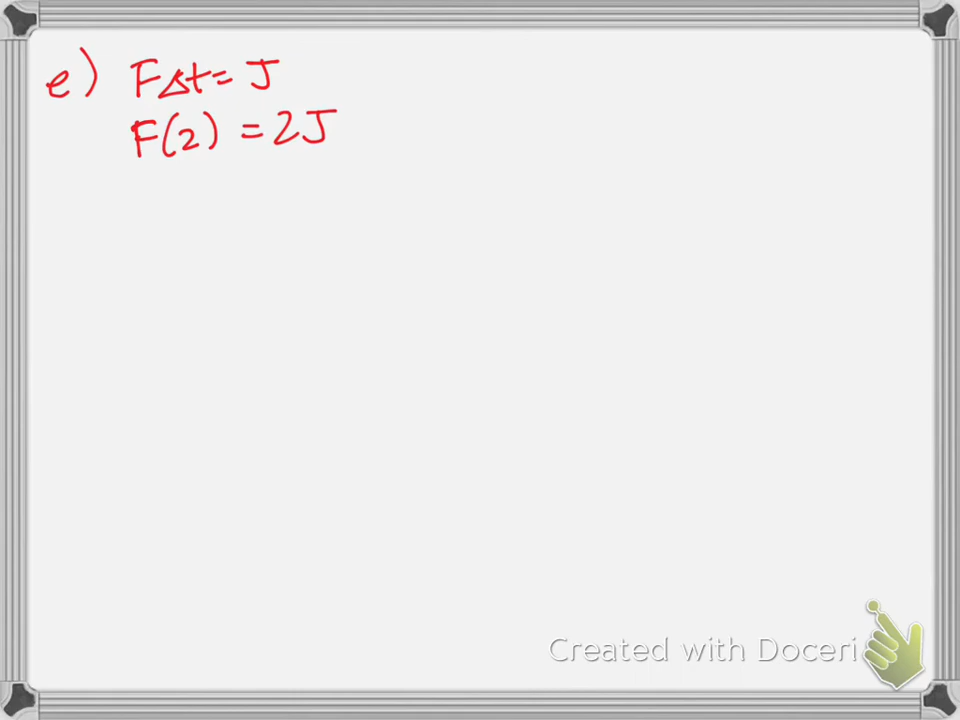 e) FΔt = J
F(2) = 2J
Created with Doceri